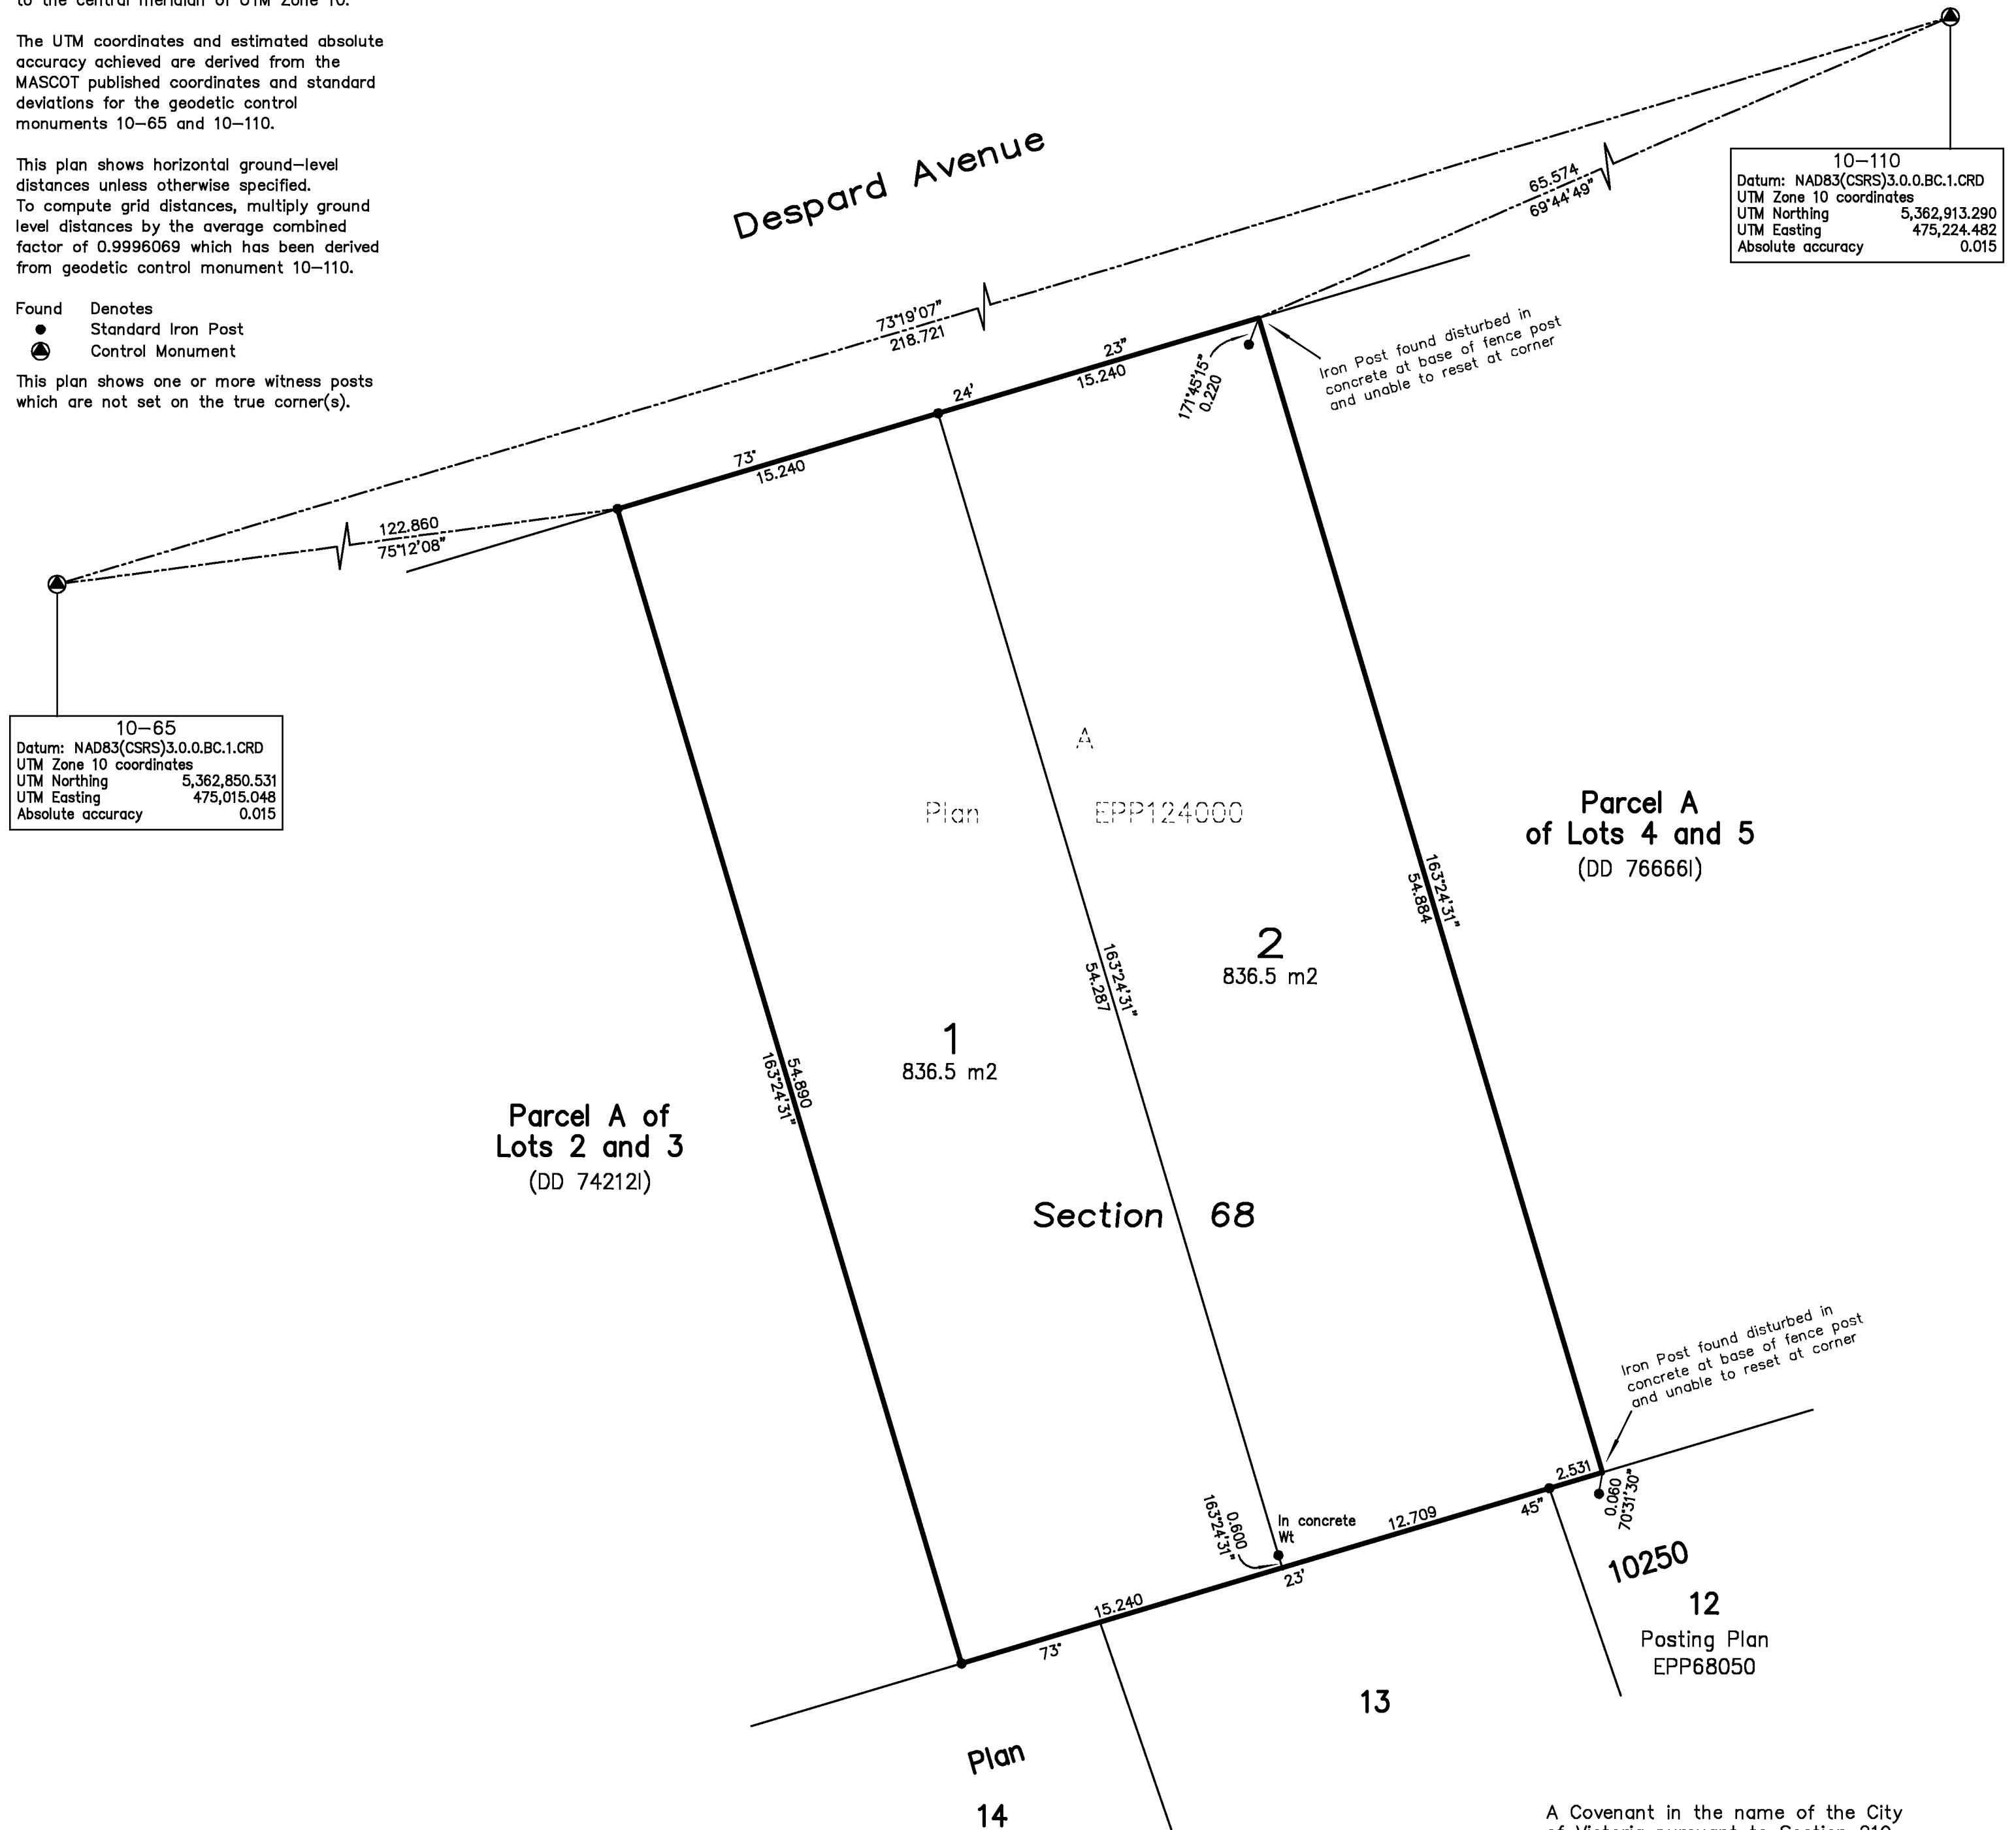 to the central meridian of UTM Zone 10.
The UTM coordinates and estimated absolute
accuracy achieved are derived from the
MASCOT published coordinates and standard
deviations for the geodetic control
monuments 10-65 and 10-110.
This plan shows horizontal ground-level
distances unless otherwise specified.
To compute grid distances, multiply ground
level distances by the average combined
factor of 0.9996069 which has been derived
from geodetic control monument 10-110.
Found Denotes
Standard Iron Post
Control Monument
This plan shows one or more witness posts
which are not set on the true corner(s).
Despard Avenue
10-110
Datum: NAD83(CSRS)3.0.0.BC.1.CRD
UTM Zone 10 coordinates
UTM Northing 5,362,913.290
UTM Easting 475,224.482
Absolute accuracy 0.015
65.574
69°44'49"
73°19'07"
218.721
23"
15.240
24'
73°
15.240
171°45'15"
0.220
Iron Post found disturbed in
concrete at base of fence post
and unable to reset at corner
122.860
75°12'08"
10-65
Datum: NAD83(CSRS)3.0.0.BC.1.CRD
UTM Zone 10 coordinates
UTM Northing 5,362,850.531
UTM Easting 475,015.048
Absolute accuracy 0.015
A
Plan EPP124000
Parcel A
of Lots 4 and 5
(DD 76666I)
163°24'31"
54.884
2
836.5 m2
163°24'31"
54.287
1
836.5 m2
54.890
163°24'31"
Parcel A of
Lots 2 and 3
(DD 74212I)
Section 68
Iron Post found disturbed in
concrete at base of fence post
and unable to reset at corner
2.531
0.060
70°31'30"
45"
12.709
In concrete
Wt
0.600
163°24'31"
23'
15.240
73°
10250
12
Posting Plan
EPP68050
13
Plan
14
A Covenant in the name of the City
of Victoria pursuant to Section 219